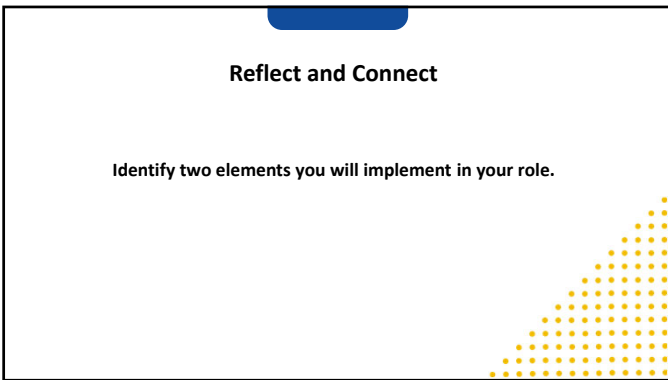 Reflect and Connect
Identify two elements you will implement in your role.